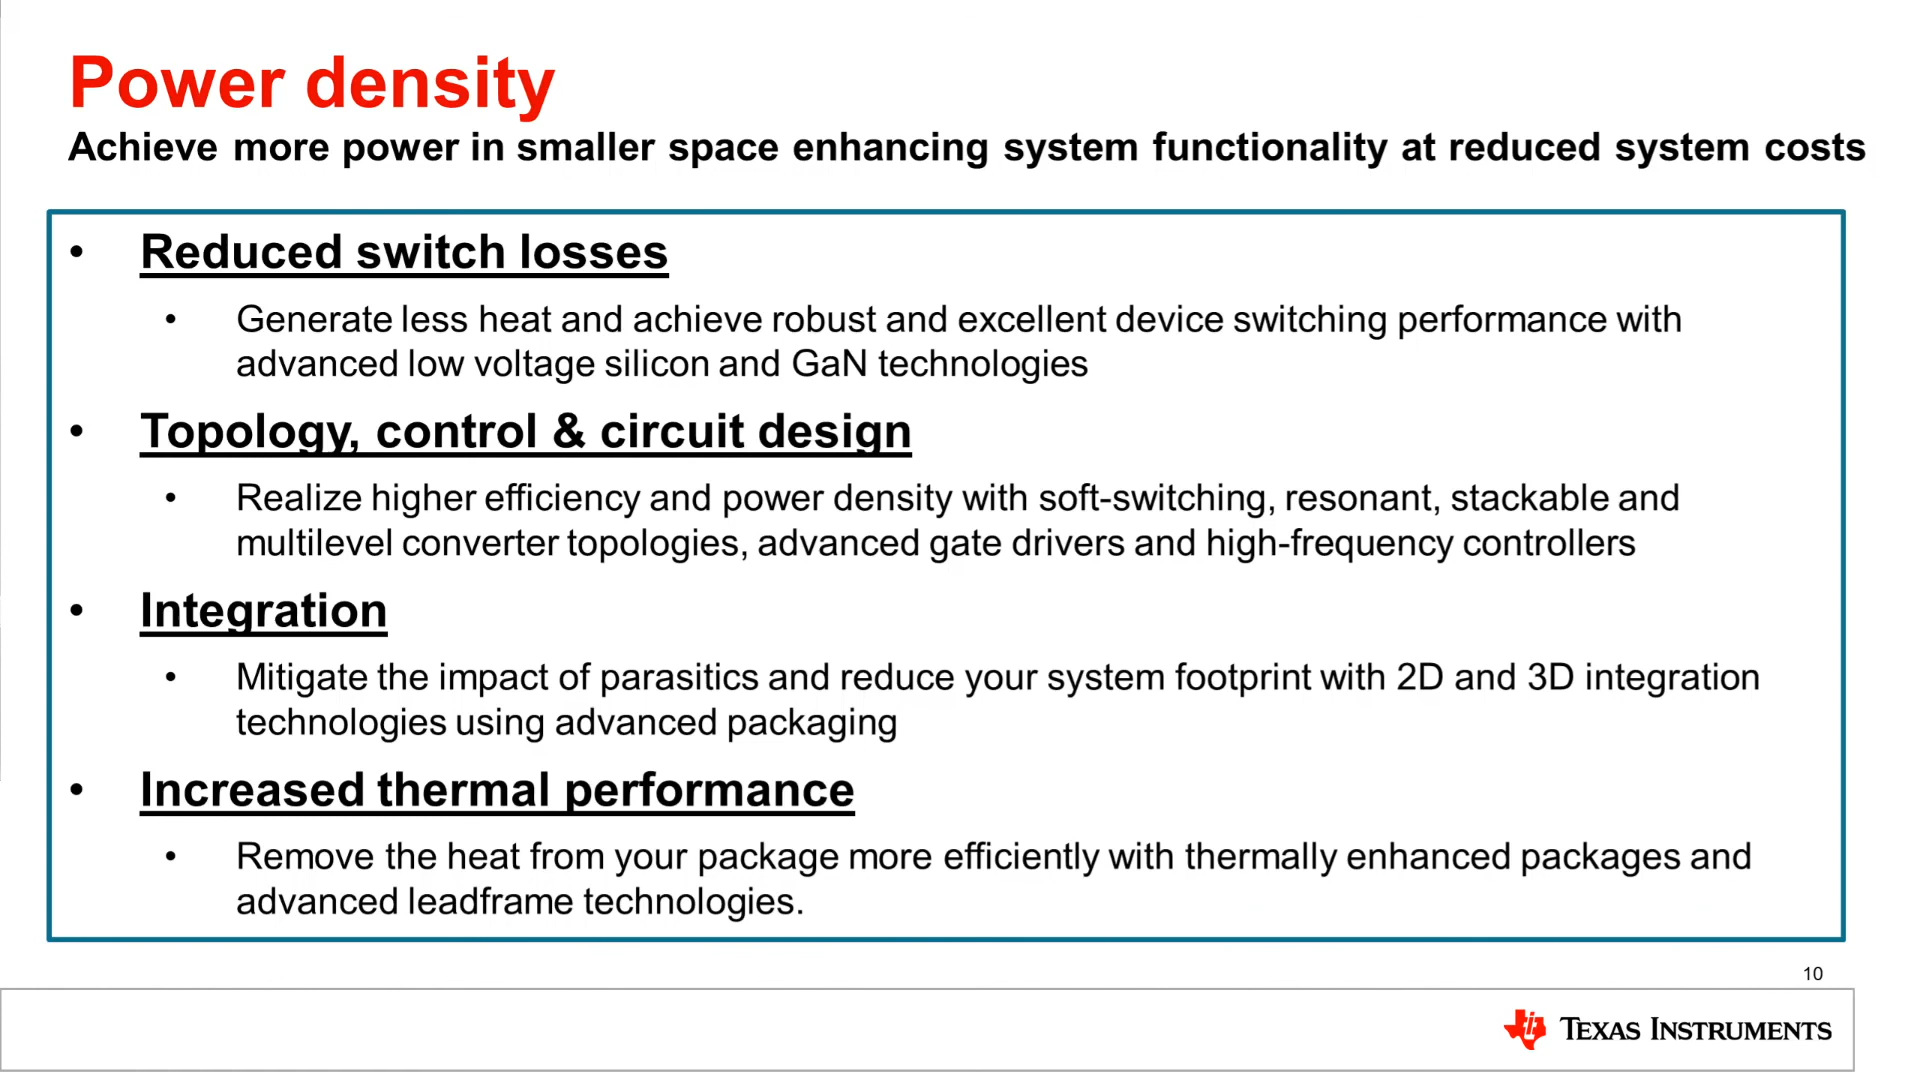 Power density
Achieve more power in smaller space enhancing system functionality at reduced system costs
• Reduced switch losses
• Generate less heat and achieve robust and excellent device switching performance with
advanced low voltage silicon and GaN technologies
• Topology, control & circuit design
• Realize higher efficiency and power density with soft-switching, resonant, stackable and
multilevel converter topologies, advanced gate drivers and high-frequency controllers
• Integration
• Mitigate the impact of parasitics and reduce your system footprint with 2D and 3D integration
technologies using advanced packaging
• Increased thermal performance
• Remove the heat from your package more efficiently with thermally enhanced packages and
advanced leadframe technologies.
10
TEXAS INSTRUMENTS